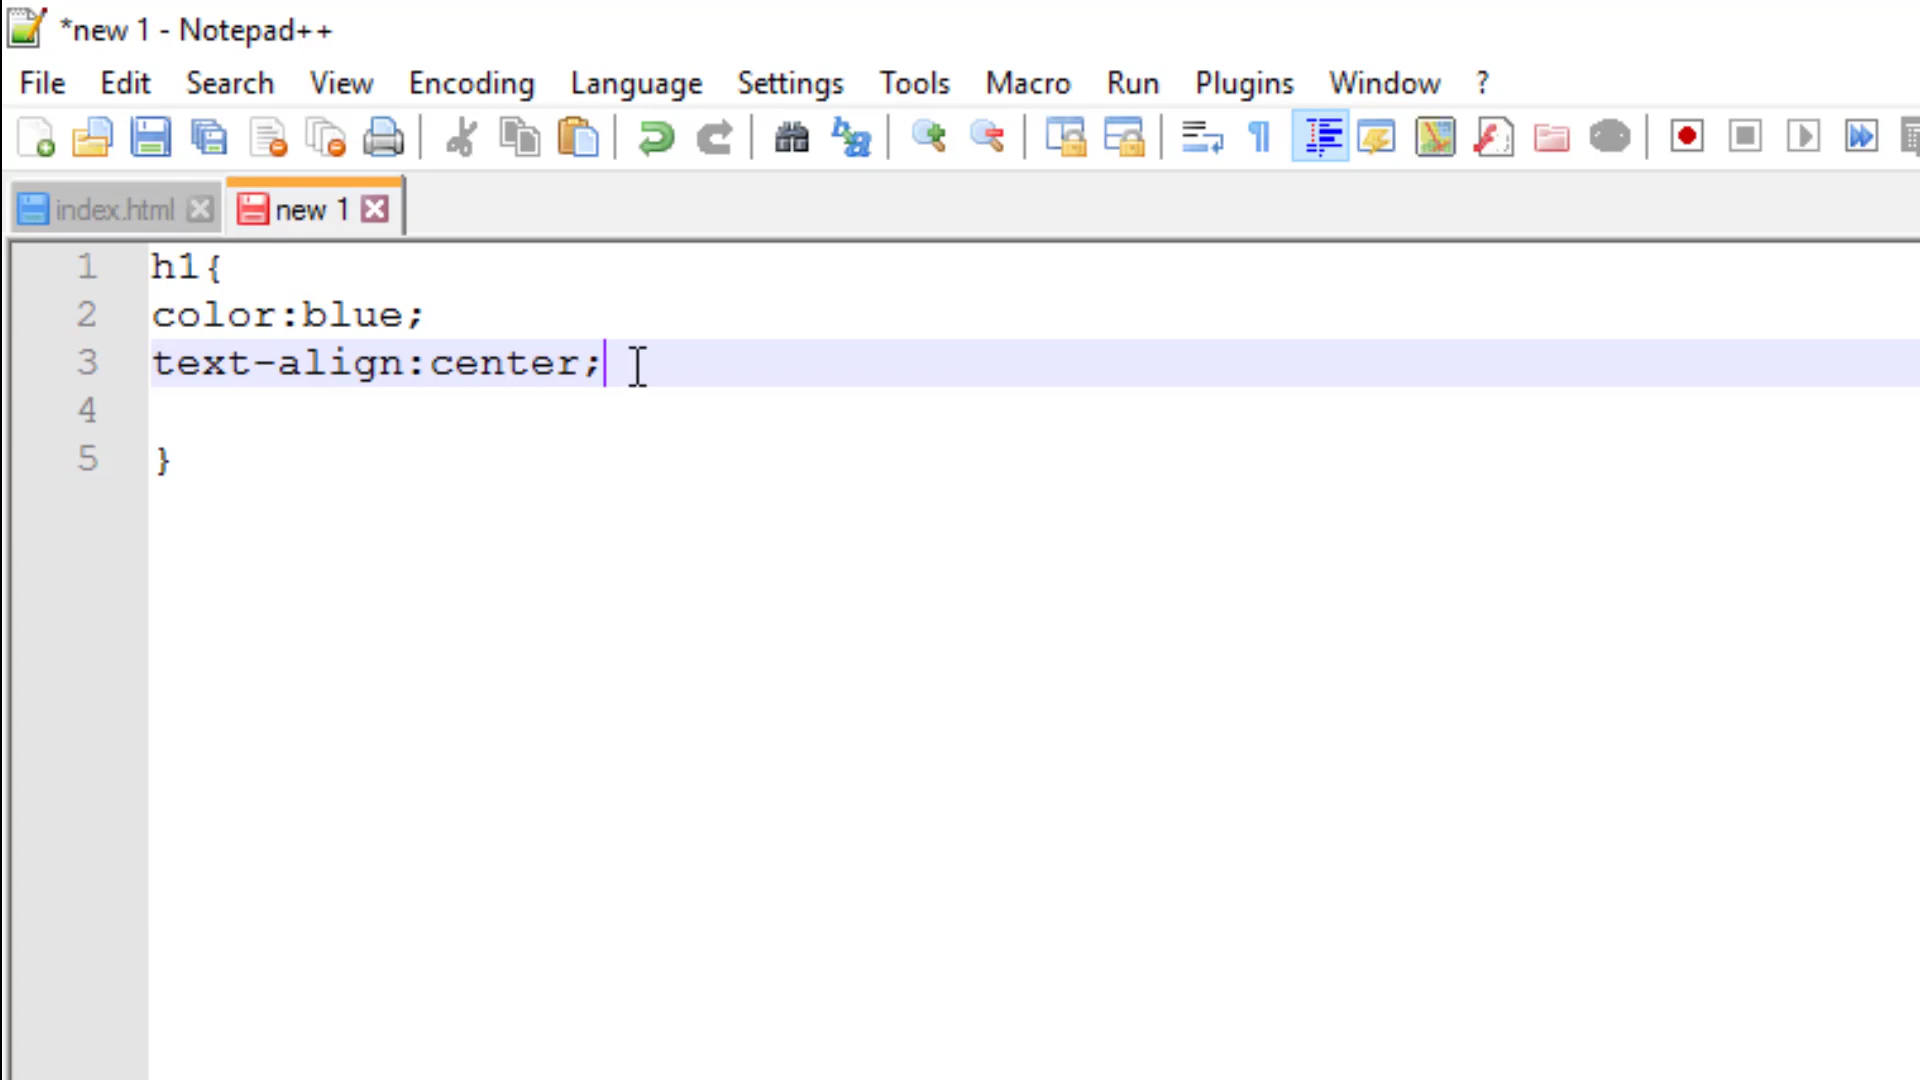 *new 1 - Notepad++
File Edit Search View Encoding Language Settings Tools Macro Run Plugins Window ?
index.html new 1
1 h1{
2 color:blue;
3 text-align:center;
4
5 }